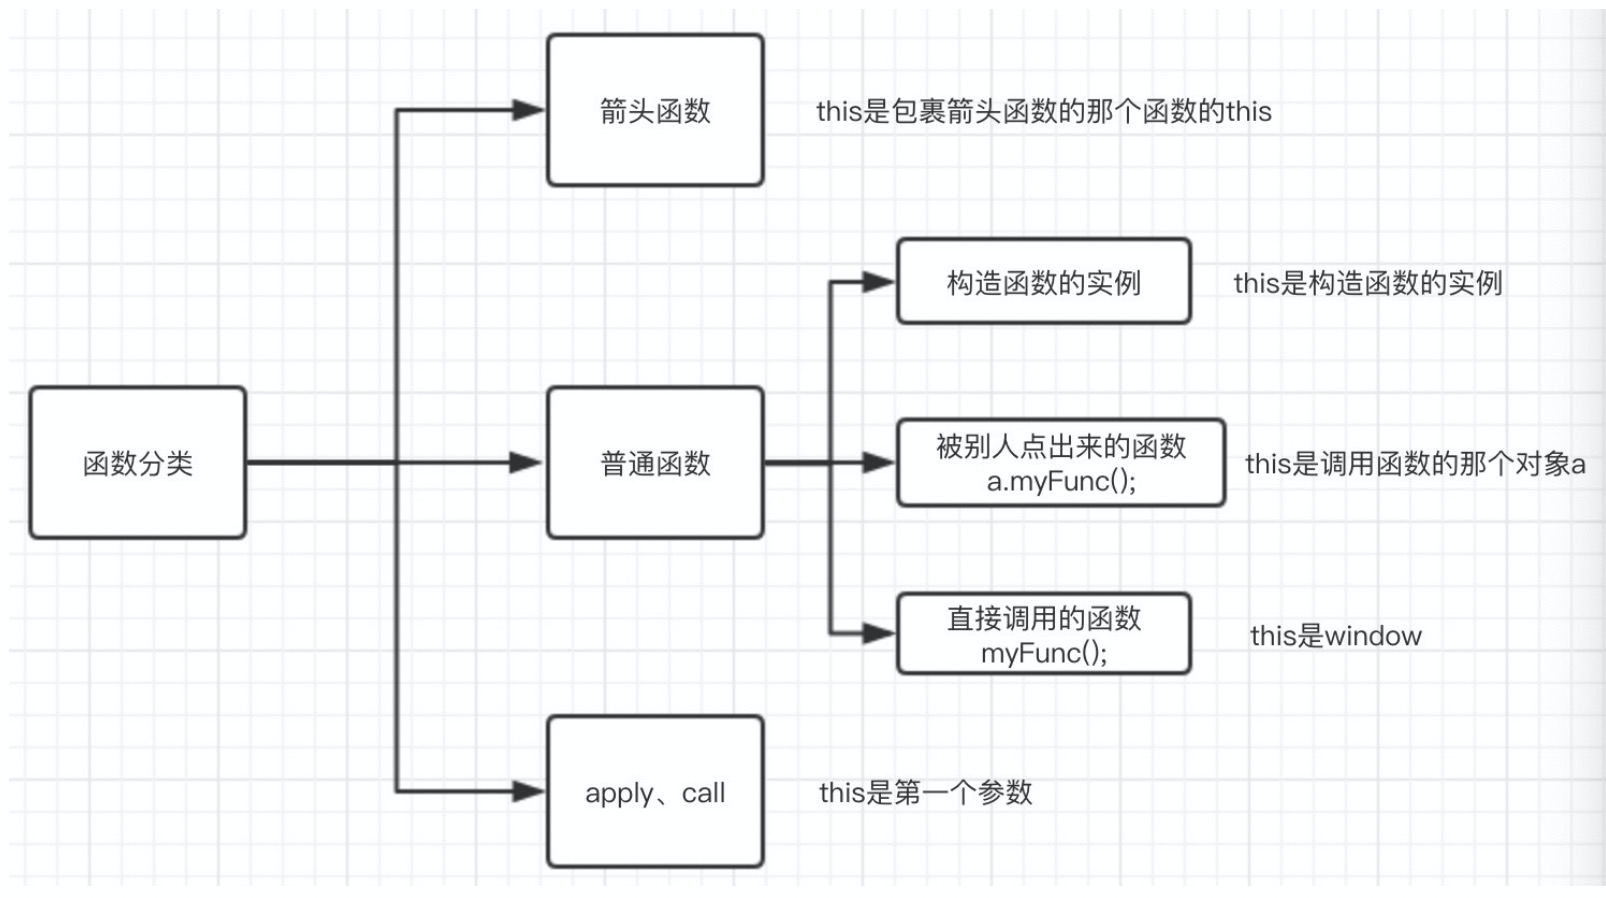 箭头函数
this是包裹箭头函数的那个函数的this
构造函数的实例
this是构造函数的实例
函数分类
普通函数
被别人点出来的函数
a.myFunc();
this是调用函数的那个对象a
直接调用的函数
myFunc();
this是window
apply、call
this是第一个参数